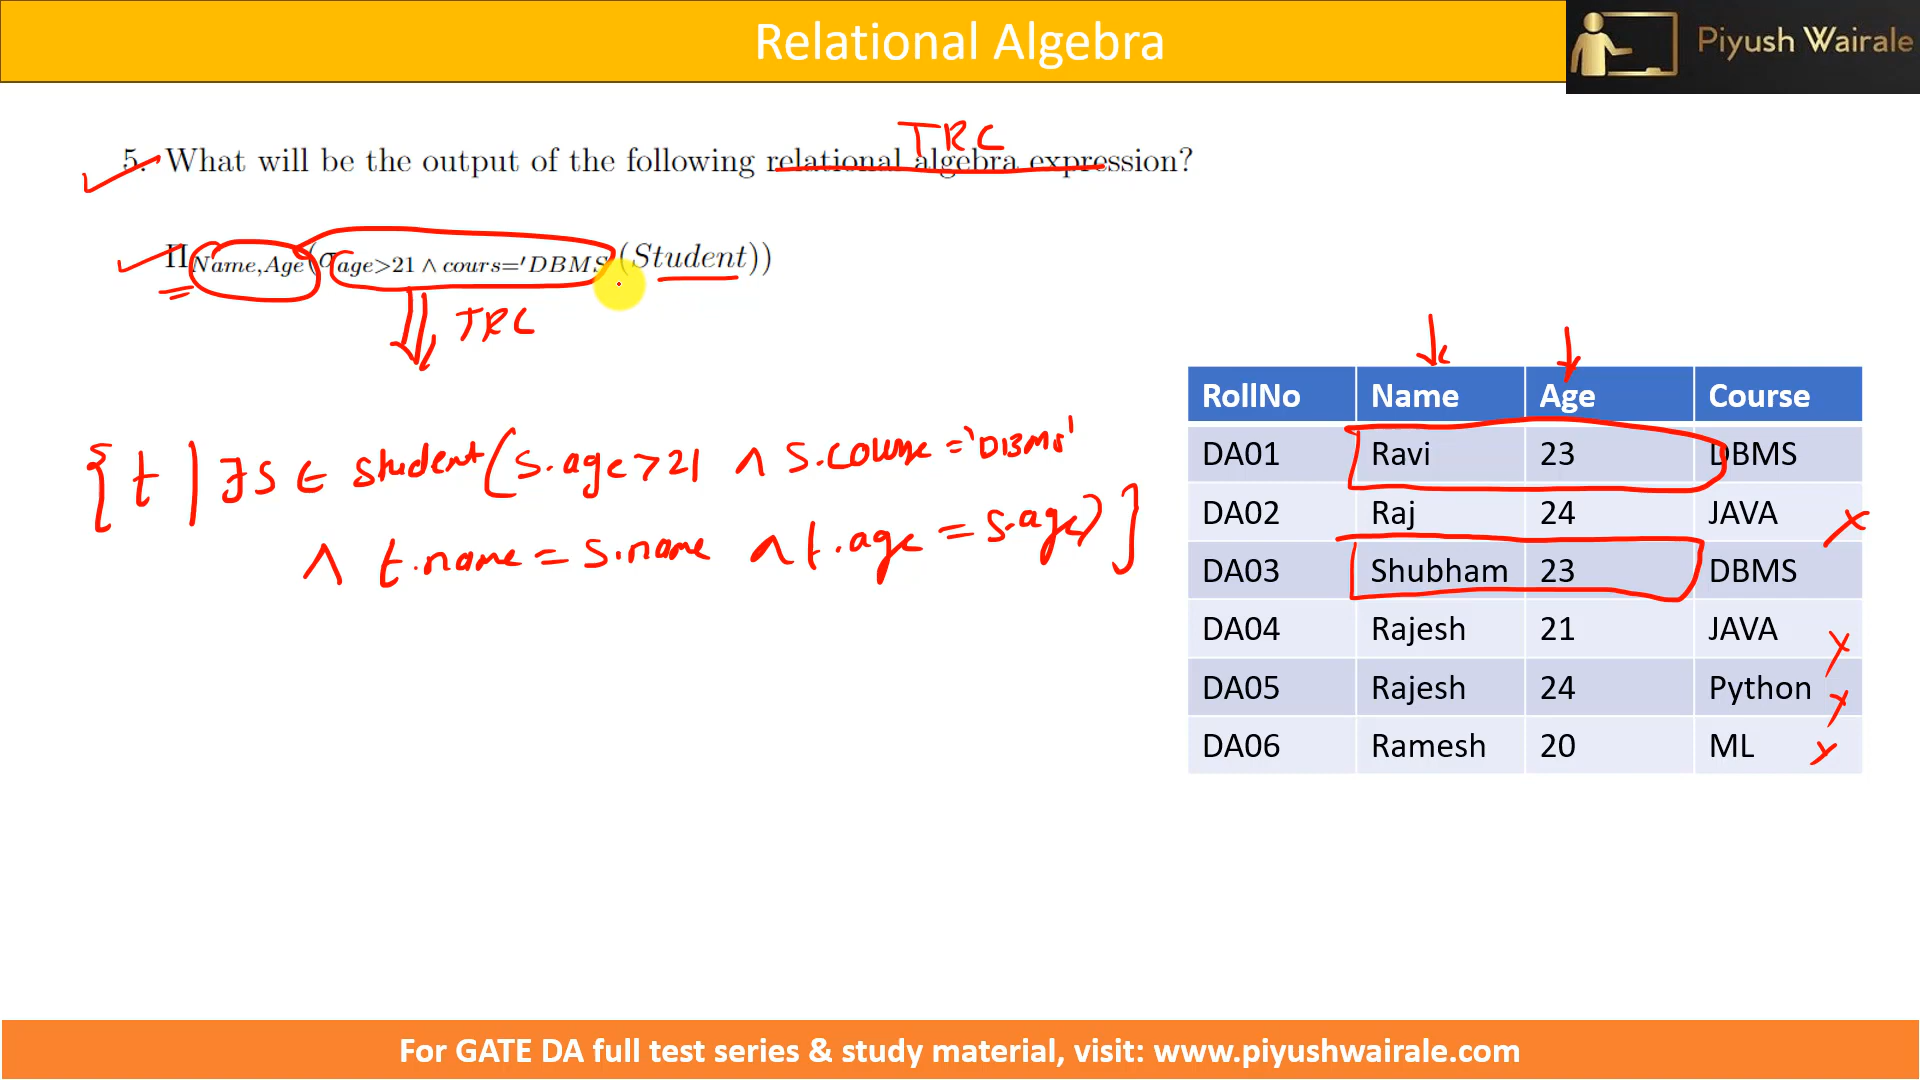 Relational Algebra
Piyush Wairale
TRC
5. What will be the output of the following relational algebra expression?
Π Name,Age(σ age>21 ∧ cours='DBMS (Student))
TRC
{ t | ∃ s ∈ student (s.age > 21 ∧ s.course = 'DBMS'
∧ t.name = s.name ∧ t.age = s.age) }
RollNo Name Age Course
DA01 Ravi 23 DBMS
DA02 Raj 24 JAVA
DA03 Shubham 23 DBMS
DA04 Rajesh 21 JAVA
DA05 Rajesh 24 Python
DA06 Ramesh 20 ML
For GATE DA full test series & study material, visit: www.piyushwairale.com